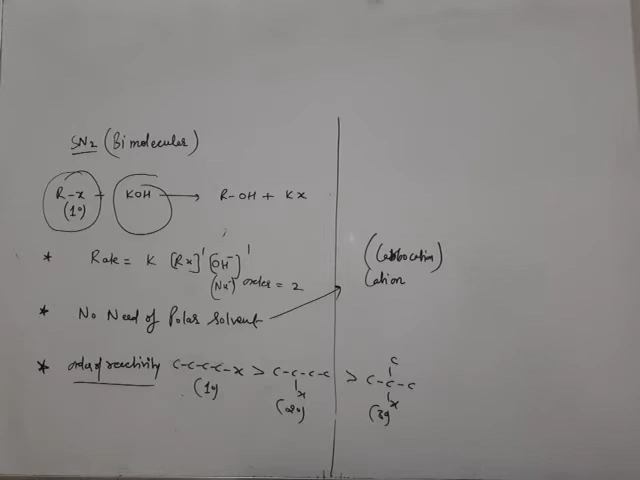 SN2 (Bimolecular)
R-x + KOH → R-OH + Kx
(1°)
* Rate = K [Rx]¹ [OH⁻]¹
(Nu⁻) order = 2
* No Need of Polar Solvent →
Cation
* order of reactivity C-C-C-C-x > C-C-C-C > C-C-C
C
x
x
(1°)
(2°)
(3°)